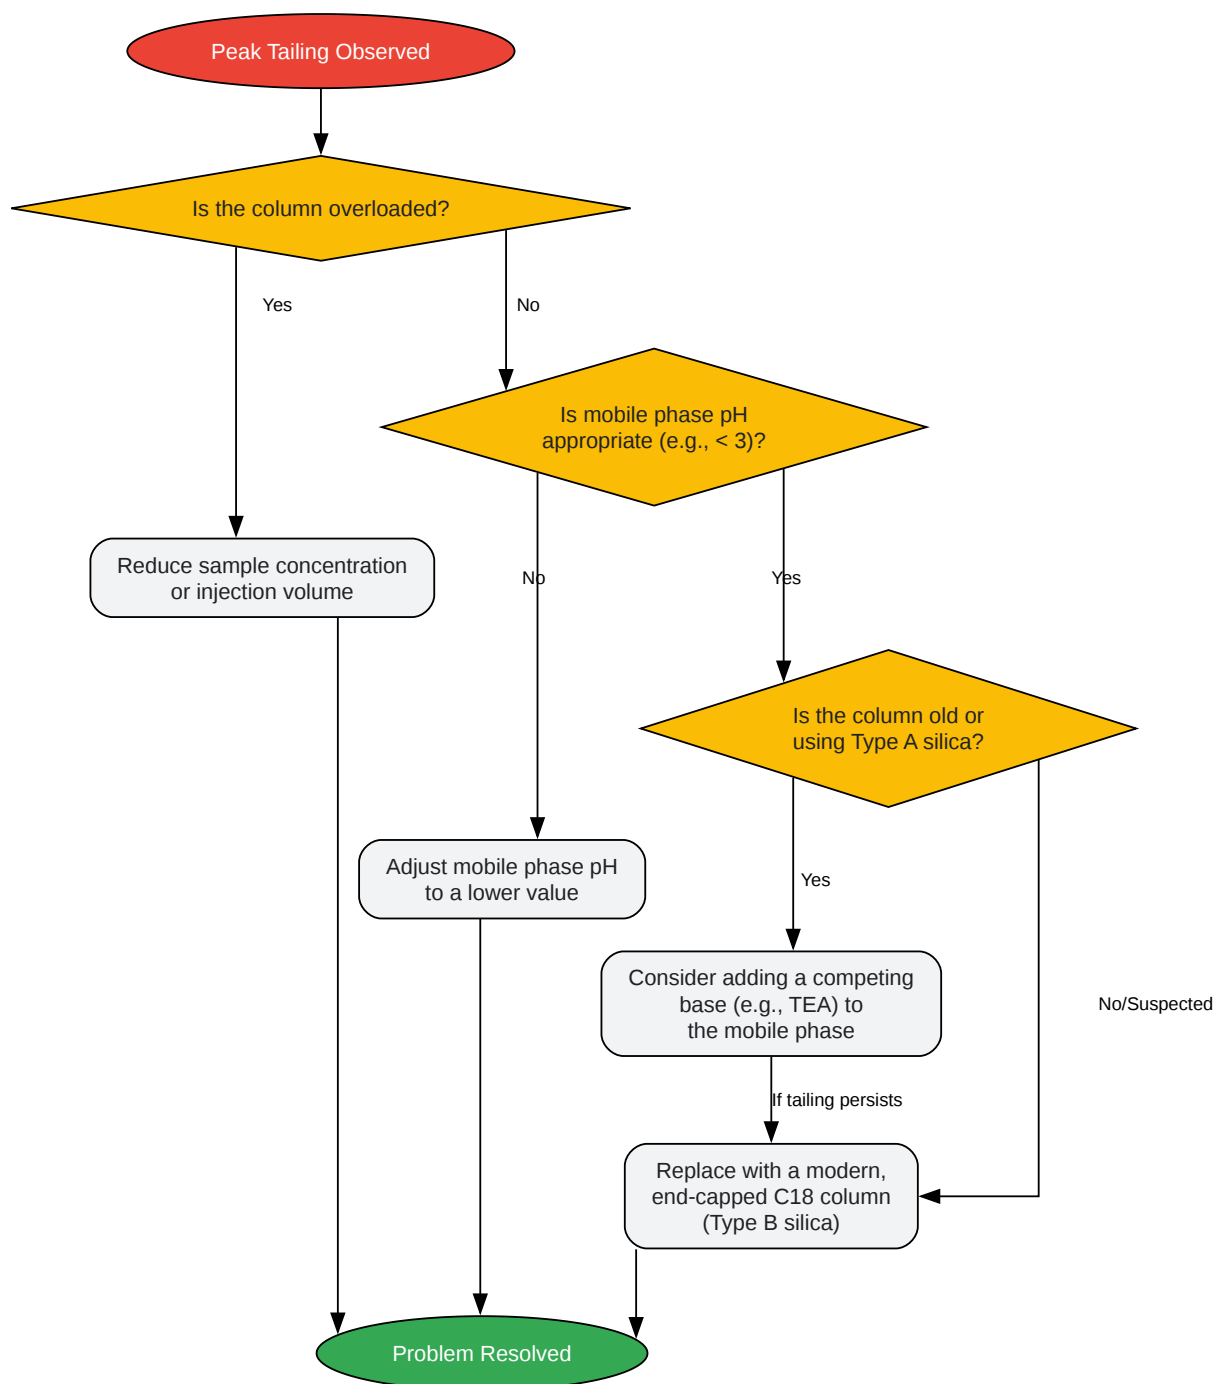 Peak Tailing Observed
Is the column overloaded?
Yes
No
Is mobile phase pH
appropriate (e.g., < 3)?
Reduce sample concentration
or injection volume
No
Yes
Is the column old or
using Type A silica?
Adjust mobile phase pH
to a lower value
Yes
Consider adding a competing
base (e.g., TEA) to
the mobile phase
No/Suspected
If tailing persists
Replace with a modern,
end-capped C18 column
(Type B silica)
Problem Resolved